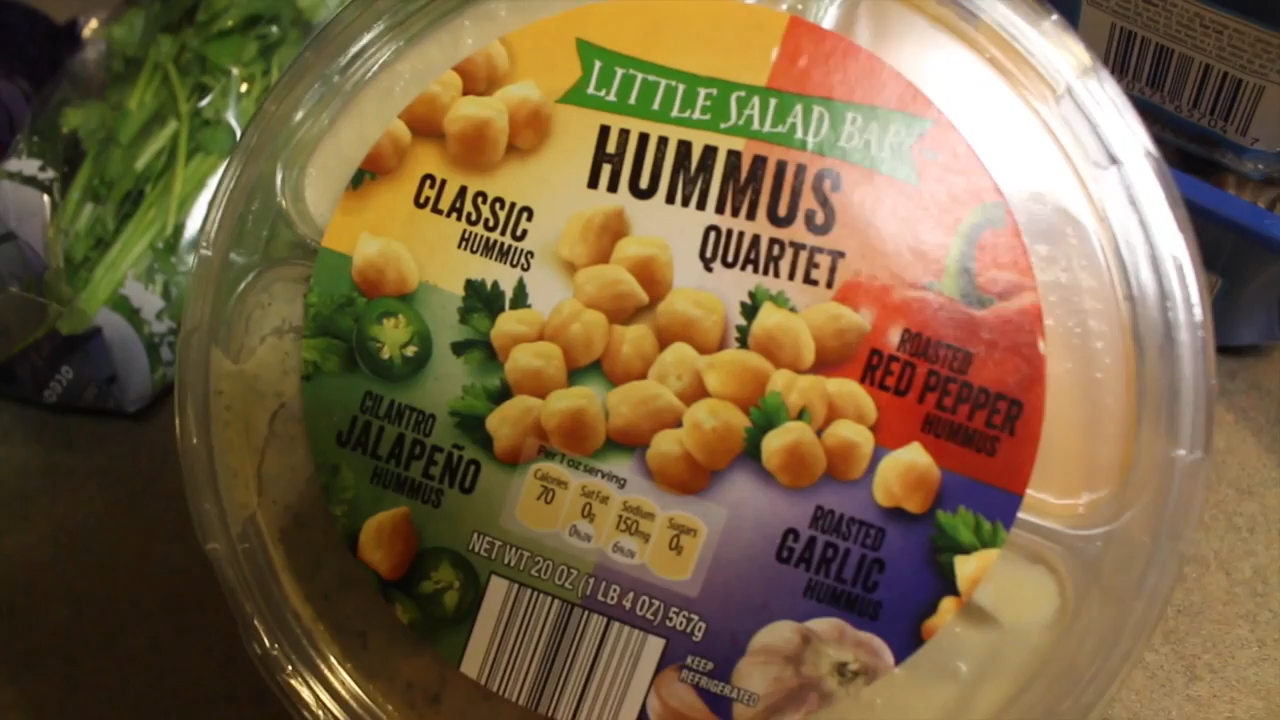 LITTLE SALAD BAR
HUMMUS
QUARTET
CLASSIC
HUMMUS
ROASTED
RED PEPPER
HUMMUS
CILANTRO
JALAPEÑO
HUMMUS
Per 1 oz serving
Calories
70
Sat Fat
0g
0% DV
Sodium
150mg
6% DV
Sugars
0g
ROASTED
GARLIC
HUMMUS
NET WT 20 OZ (1 LB 4 OZ) 567g
KEEP
REFRIGERATED